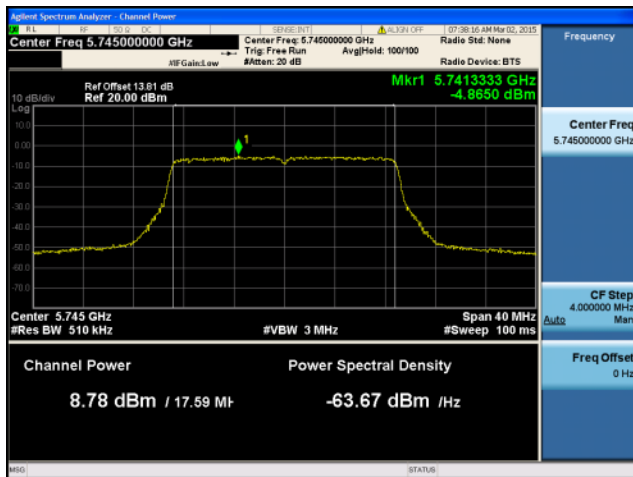 Agilent Spectrum Analyzer - Channel Power
RL RF 50 Ω DC SENSE:INT ALIGN OFF 07:38:16 AM Mar 02, 2015
Center Freq 5.745000000 GHz
Center Freq: 5.745000000 GHz
Radio Std: None
Trig: Free Run Avg|Hold: 100/100
#IFGain:Low #Atten: 20 dB Radio Device: BTS
Frequency
Mkr1 5.7413333 GHz
-4.8650 dBm
Ref Offset 13.81 dB
10 dB/div Ref 20.00 dBm
Log
10.0
0.00
-10.0
-20.0
-30.0
-40.0
-50.0
-60.0
-70.0
1
Center 5.745 GHz Span 40 MHz
#Res BW 510 kHz #VBW 3 MHz #Sweep 100 ms
Channel Power Power Spectral Density
8.78 dBm / 17.59 MH -63.67 dBm /Hz
Center Freq
5.745000000 GHz
CF Step
4.000000 MHz
Auto Man
Freq Offset
0 Hz
MSG STATUS